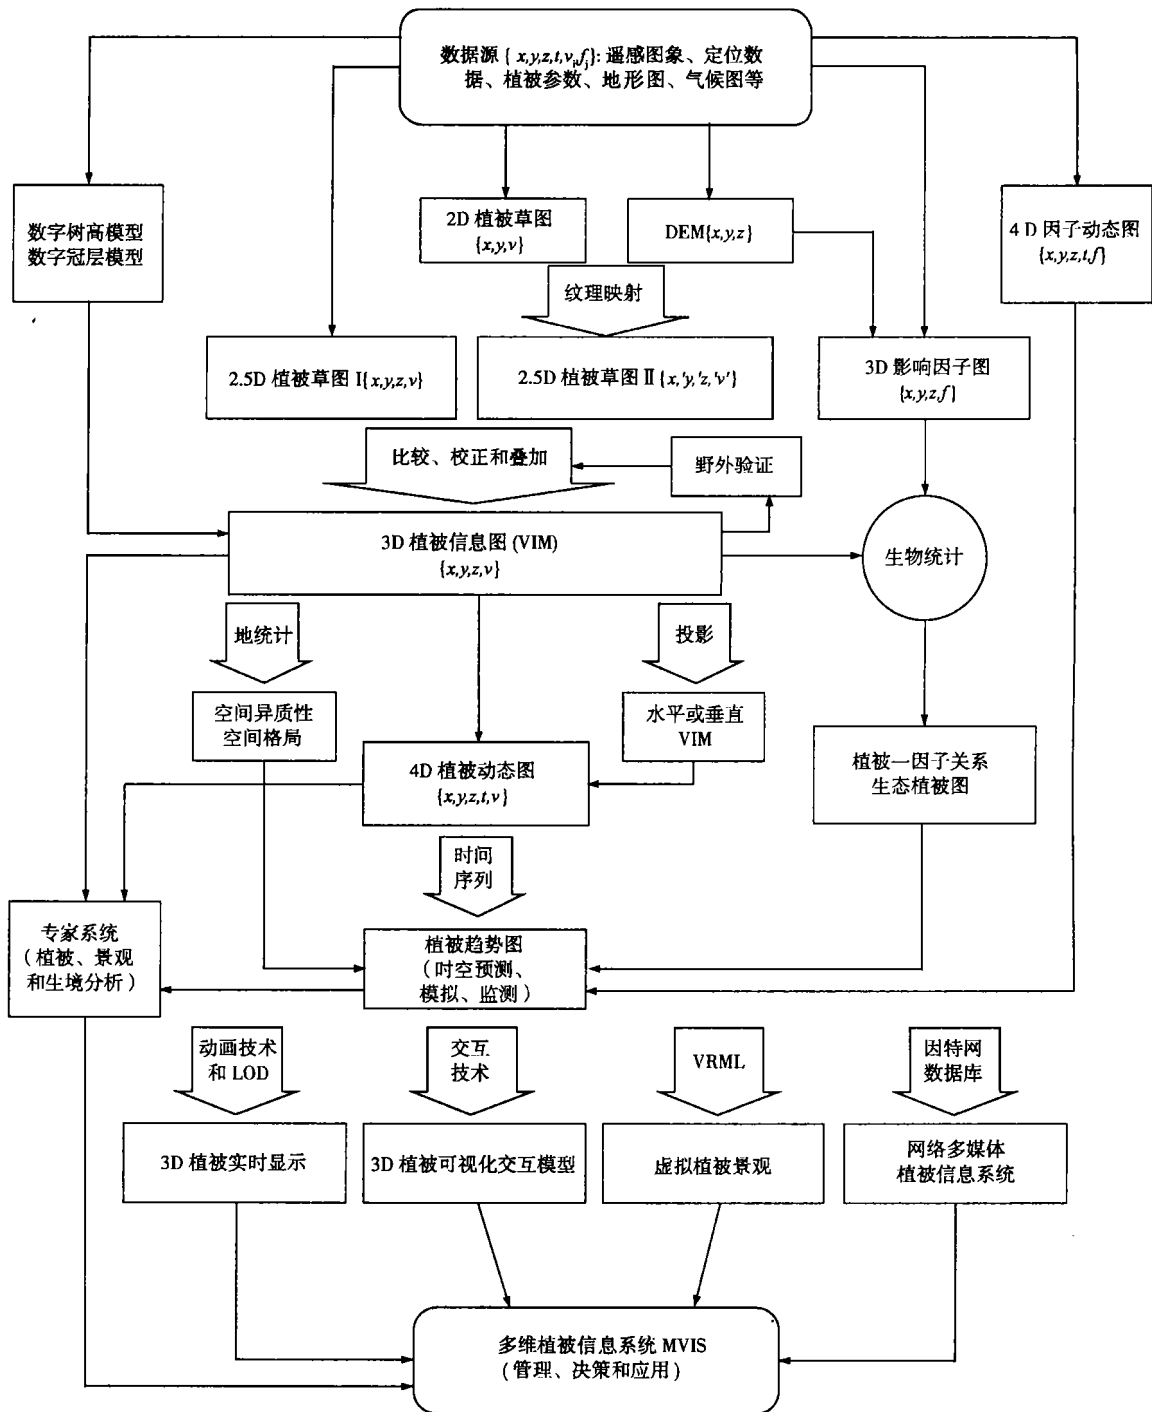 数据源{x,y,z,t,vᵢ,fⱼ}:遥感图象、定位数
据、植被参数、地形图、气候图等
数字树高模型
数字冠层模型
2D 植被草图
{x,y,v}
DEM{x,y,z}
4 D 因子动态图
{x,y,z,t,f}
纹理映射
2.5D 植被草图 I{x,y,z,v}
2.5D 植被草图 II {x,'y,'z,'v'}
3D 影响因子图
{x,y,z,f}
比较、校正和叠加
野外验证
3D 植被信息图 (VIM)
{x,y,z,v}
生物统计
地统计
投影
空间异质性
空间格局
水平或垂直
VIM
4D 植被动态图
{x,y,z,t,v}
植被一因子关系
生态植被图
时间
序列
专家系统
(植被、景观
和生境分析)
植被趋势图
(时空预测、
模拟、监测)
动画技术
和 LOD
交互
技术
VRML
因特网
数据库
3D 植被实时显示
3D 植被可视化交互模型
虚拟植被景观
网络多媒体
植被信息系统
多维植被信息系统 MVIS
(管理、决策和应用)